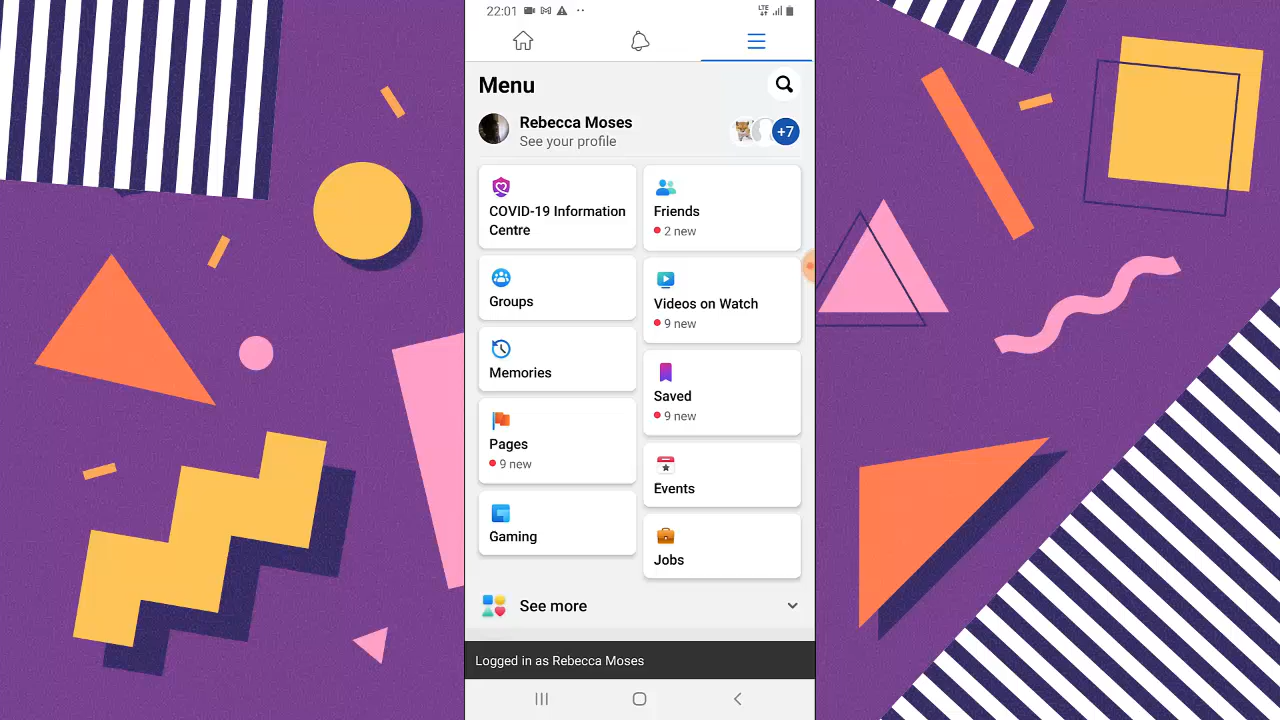 22:01
LTE
Menu
Rebecca Moses
See your profile
+7
COVID-19 Information
Centre
Friends
2 new
Groups
Videos on Watch
9 new
Memories
Saved
9 new
Pages
9 new
Events
Gaming
Jobs
See more
Logged in as Rebecca Moses